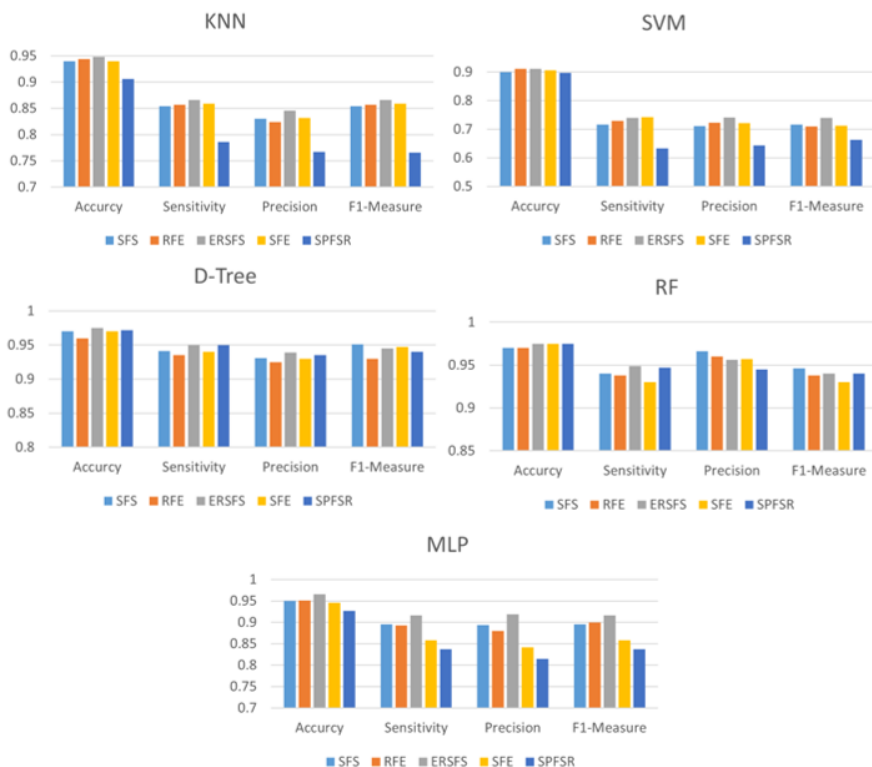 KNN
0.95
0.9
0.85
0.8
0.75
0.7
Accurcy Sensitivity Precision F1-Measure
SFS RFE ERSFS SFE SPFSR
SVM
0.9
0.8
0.7
0.6
0.5
Accurcy Sensitivity Precision F1-Measure
SFS RFE ERSFS SFE SPFSR
D-Tree
1
0.95
0.9
0.85
0.8
Accurcy Sensitivity Precision F1-Measure
SFS RFE ERSFS SFE SPFSR
RF
1
0.95
0.9
0.85
Accurcy Sensitivity Precision F1-Measure
SFS RFE ERSFS SFE SPFSR
MLP
1
0.95
0.9
0.85
0.8
0.75
0.7
Accurcy Sensitivity Precision F1-Measure
SFS RFE ERSFS SFE SPFSR